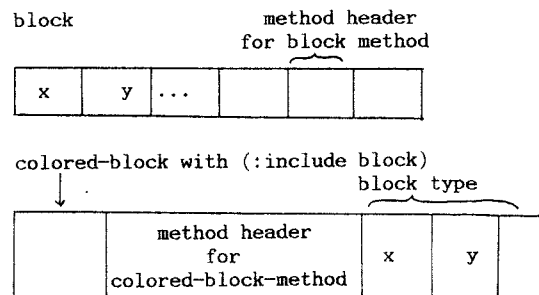 block
method header
for block method
x y ...
colored-block with (:include block)
block type
method header
for
colored-block-method
x y